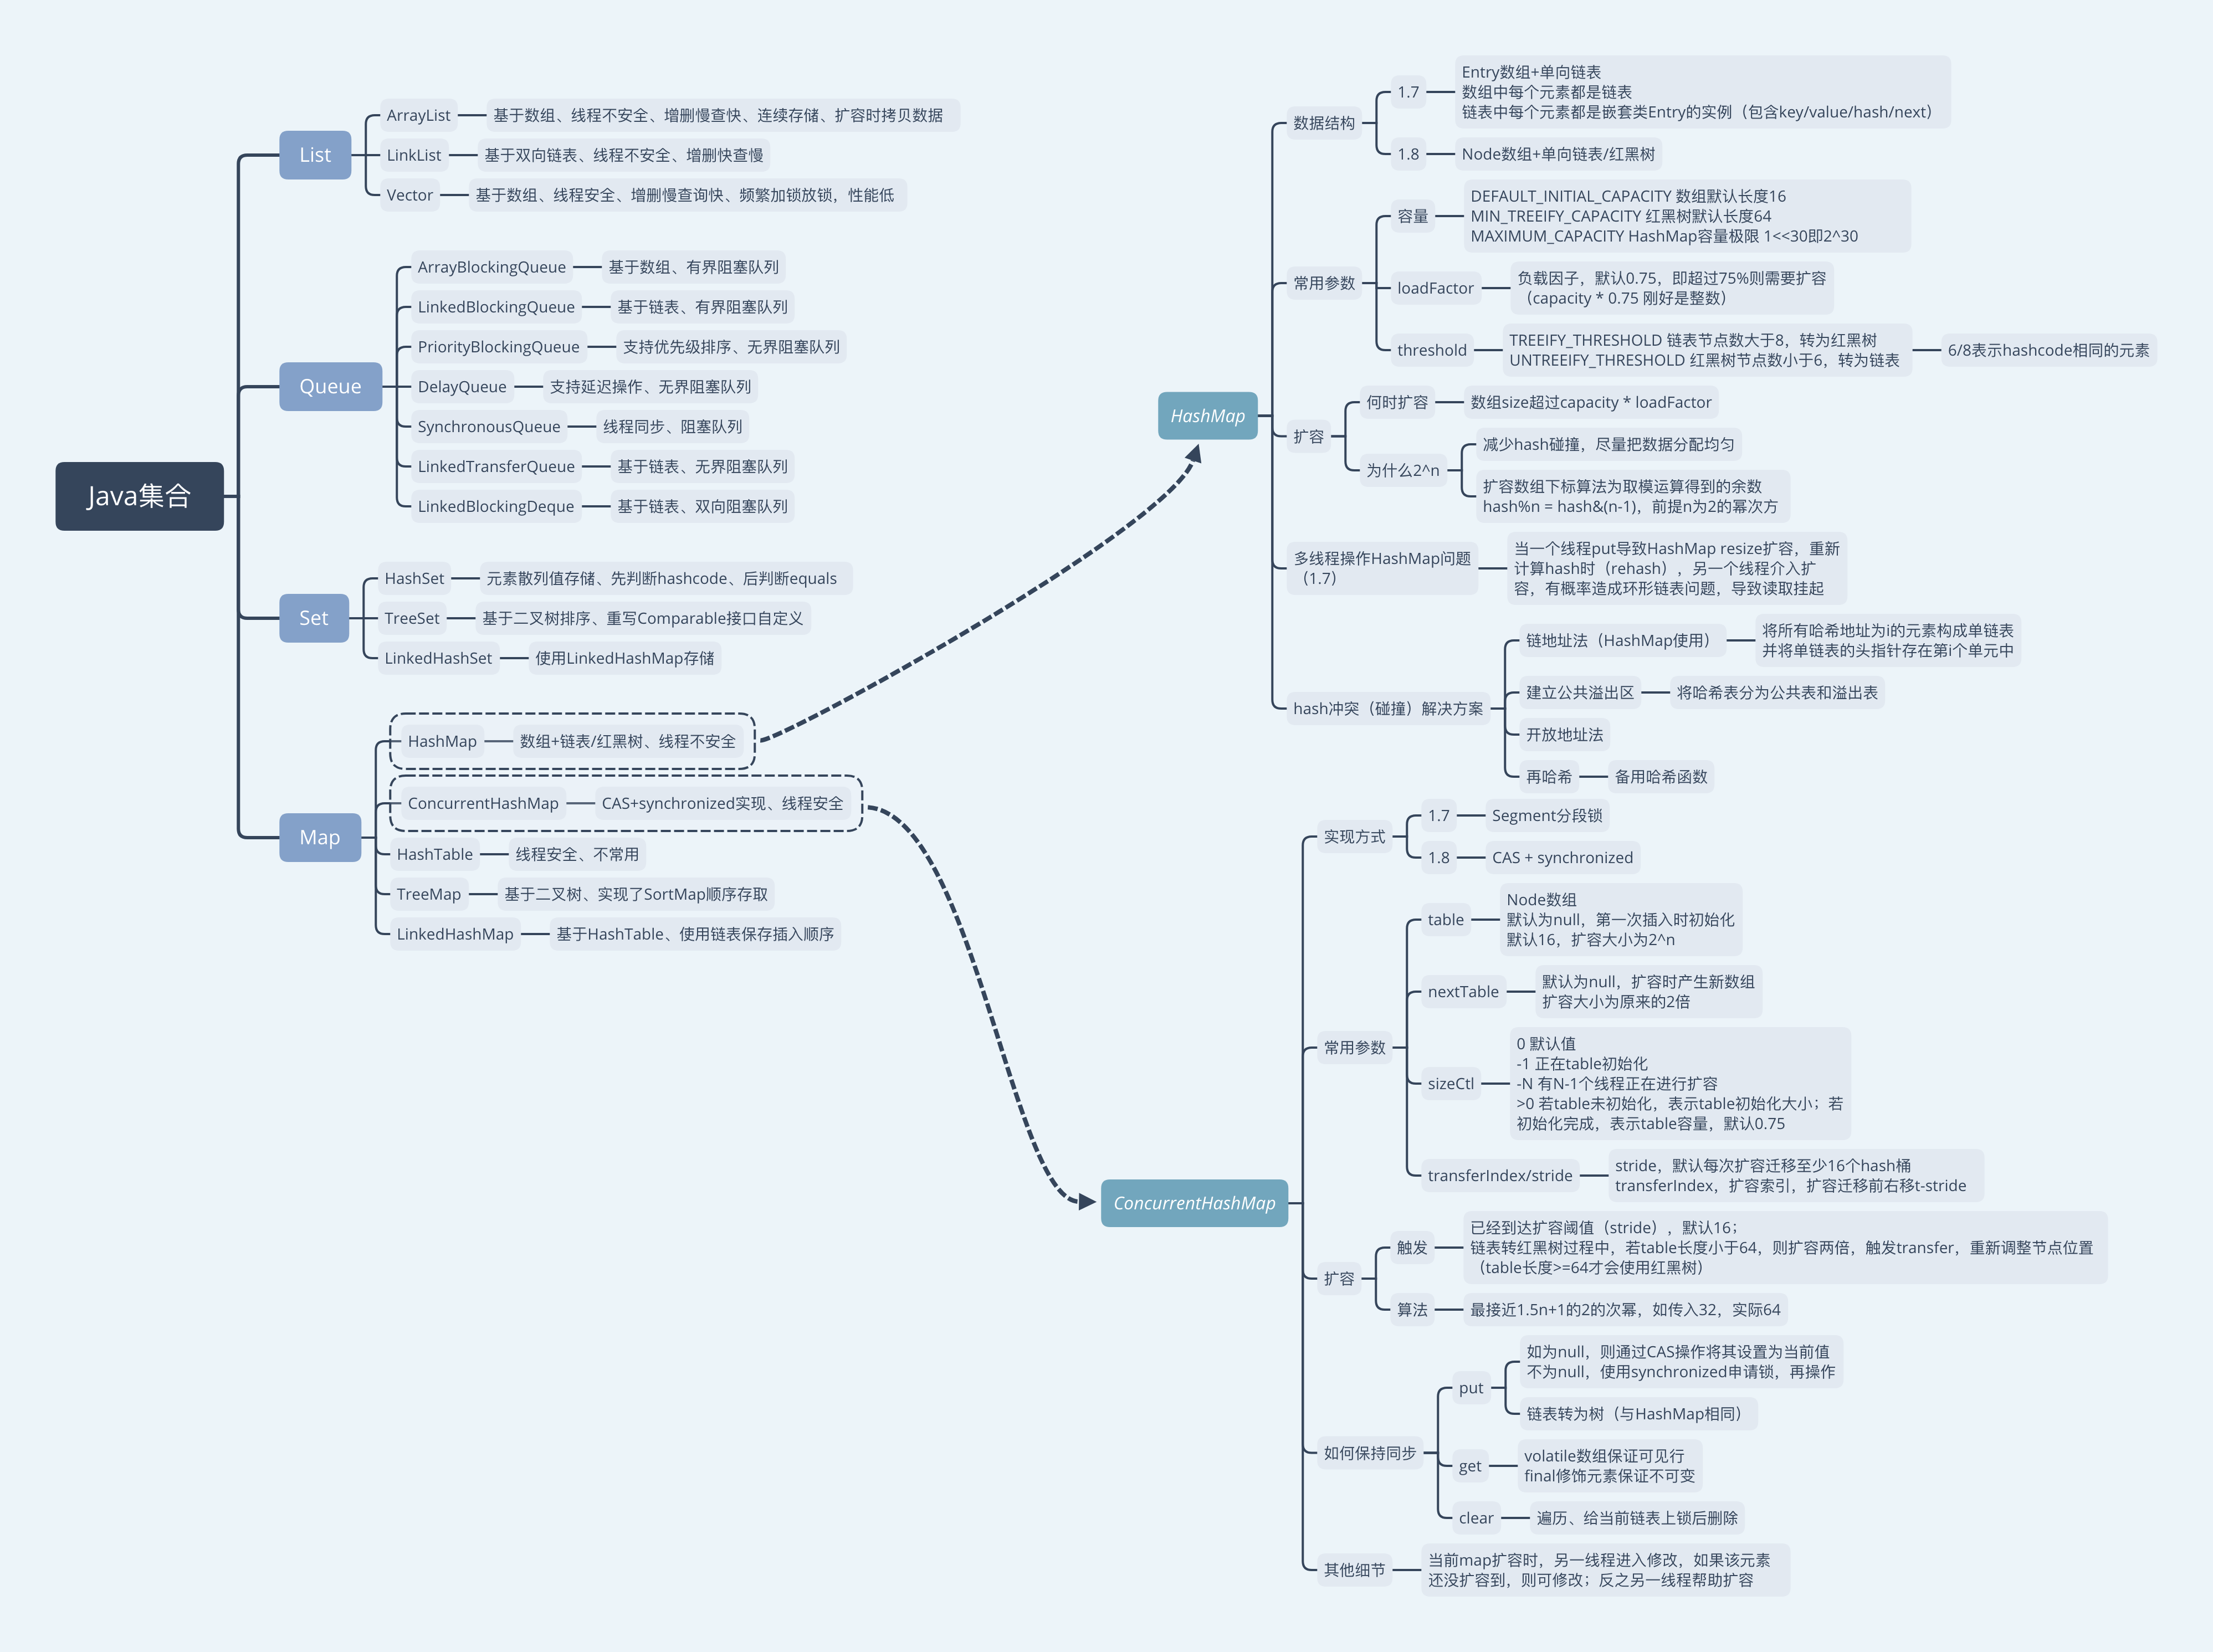 Java集合
List
ArrayList
基于数组、线程不安全、增删慢查快、连续存储、扩容时拷贝数据
LinkList
基于双向链表、线程不安全、增删快查慢
Vector
基于数组、线程安全、增删慢查询快、频繁加锁放锁，性能低
Queue
ArrayBlockingQueue
基于数组、有界阻塞队列
LinkedBlockingQueue
基于链表、有界阻塞队列
PriorityBlockingQueue
支持优先级排序、无界阻塞队列
DelayQueue
支持延迟操作、无界阻塞队列
SynchronousQueue
线程同步、阻塞队列
LinkedTransferQueue
基于链表、无界阻塞队列
LinkedBlockingDeque
基于链表、双向阻塞队列
Set
HashSet
元素散列值存储、先判断hashcode、后判断equals
TreeSet
基于二叉树排序、重写Comparable接口自定义
LinkedHashSet
使用LinkedHashMap存储
Map
HashMap
数组+链表/红黑树、线程不安全
ConcurrentHashMap
CAS+synchronized实现、线程安全
HashTable
线程安全、不常用
TreeMap
基于二叉树、实现了SortMap顺序存取
LinkedHashMap
基于HashTable、使用链表保存插入顺序
HashMap
数据结构
1.7
Entry数组+单向链表
数组中每个元素都是链表
链表中每个元素都是嵌套类Entry的实例（包含key/value/hash/next）
1.8
Node数组+单向链表/红黑树
常用参数
容量
DEFAULT_INITIAL_CAPACITY 数组默认长度16
MIN_TREEIFY_CAPACITY 红黑树默认长度64
MAXIMUM_CAPACITY HashMap容量极限 1<<30即2^30
loadFactor
负载因子，默认0.75，即超过75%则需要扩容
（capacity * 0.75 刚好是整数）
threshold
TREEIFY_THRESHOLD 链表节点数大于8，转为红黑树
UNTREEIFY_THRESHOLD 红黑树节点数小于6，转为链表
6/8表示hashcode相同的元素
扩容
何时扩容
数组size超过capacity * loadFactor
为什么2^n
减少hash碰撞，尽量把数据分配均匀
扩容数组下标算法为取模运算得到的余数
hash%n = hash&(n-1)，前提n为2的幂次方
多线程操作HashMap问题
（1.7）
当一个线程put导致HashMap resize扩容，重新
计算hash时（rehash），另一个线程介入扩
容，有概率造成环形链表问题，导致读取挂起
hash冲突（碰撞）解决方案
链地址法（HashMap使用）
将所有哈希地址为i的元素构成单链表
并将单链表的头指针存在第i个单元中
建立公共溢出区
将哈希表分为公共表和溢出表
开放地址法
再哈希
备用哈希函数
ConcurrentHashMap
实现方式
1.7
Segment分段锁
1.8
CAS + synchronized
常用参数
table
Node数组
默认为null，第一次插入时初始化
默认16，扩容大小为2^n
nextTable
默认为null，扩容时产生新数组
扩容大小为原来的2倍
sizeCtl
0 默认值
-1 正在table初始化
-N 有N-1个线程正在进行扩容
>0 若table未初始化，表示table初始化大小；若
初始化完成，表示table容量，默认0.75
transferIndex/stride
stride，默认每次扩容迁移至少16个hash桶
transferIndex，扩容索引，扩容迁移前右移t-stride
扩容
触发
已经到达扩容阈值（stride），默认16；
链表转红黑树过程中，若table长度小于64，则扩容两倍，触发transfer，重新调整节点位置
（table长度>=64才会使用红黑树）
算法
最接近1.5n+1的2的次幂，如传入32，实际64
如何保持同步
put
如为null，则通过CAS操作将其设置为当前值
不为null，使用synchronized申请锁，再操作
链表转为树（与HashMap相同）
get
volatile数组保证可见行
final修饰元素保证不可变
clear
遍历、给当前链表上锁后删除
其他细节
当前map扩容时，另一线程进入修改，如果该元素
还没扩容到，则可修改；反之另一线程帮助扩容